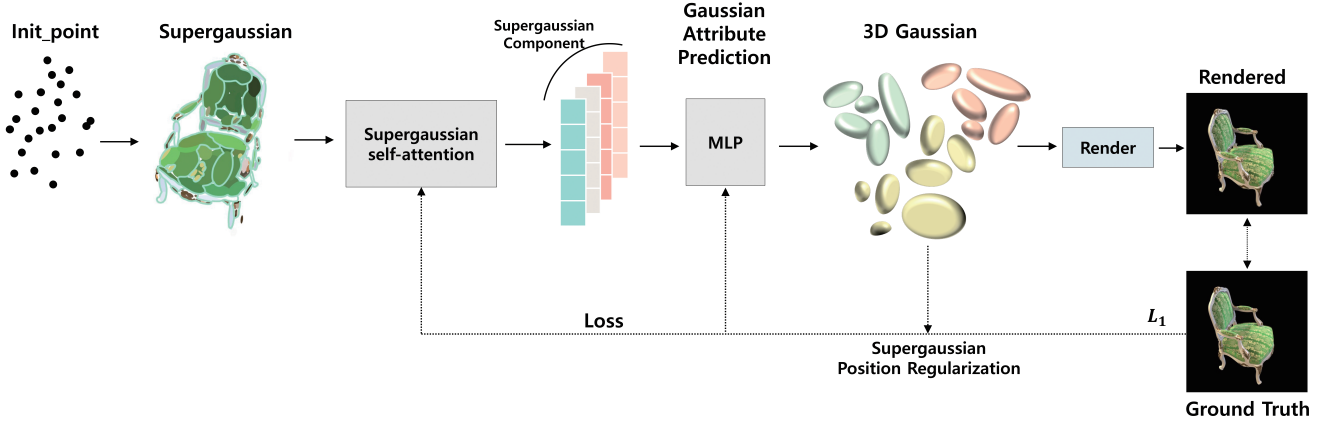 Init_point
Supergaussian
Supergaussian
self-attention
Supergaussian
Component
Gaussian
Attribute
Prediction
MLP
3D Gaussian
Render
Rendered
Loss
L₁
Supergaussian
Position Regularization
Ground Truth